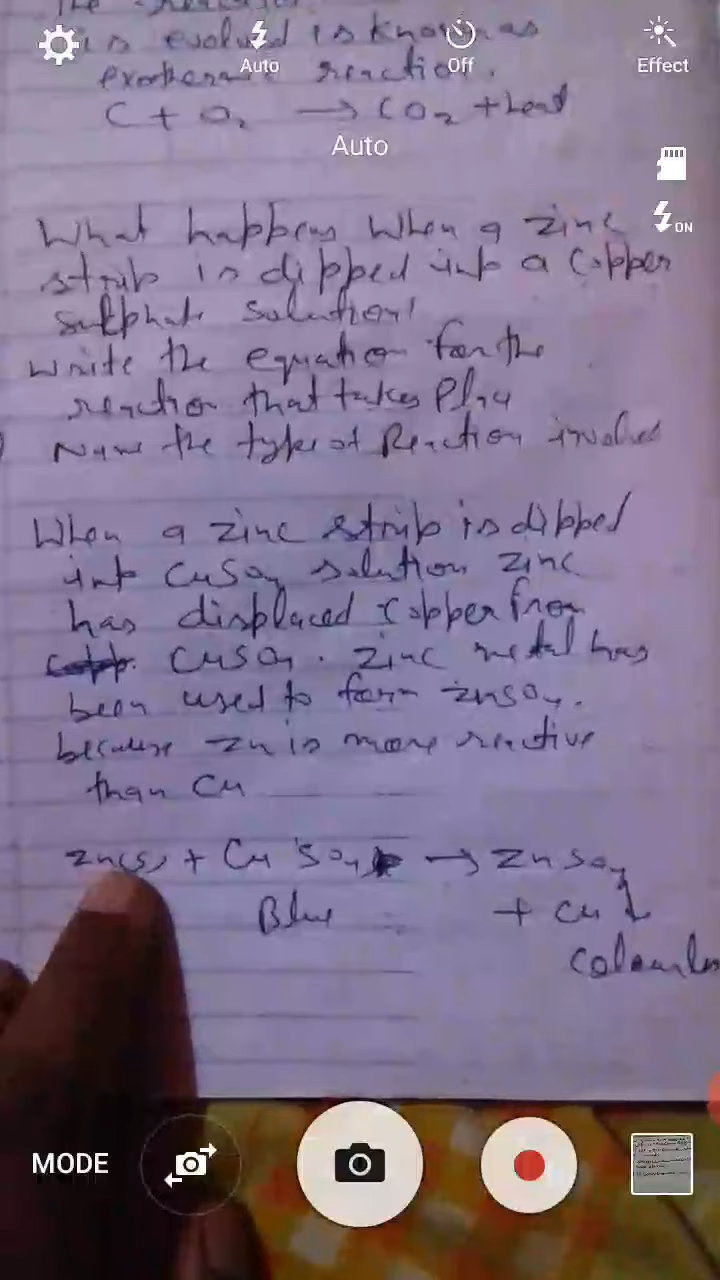 is evolved is known as
reaction.
C + O₂ → CO₂ + heat
What happens when a zinc
strip is dipped into a Copper
Sulphate solution!
Write the equation for the
reaction that takes Place
Name the type of Reaction involved
When a zinc strip is dipped
into CuSO₄ solution zinc
has displaced copper from
CuSO₄. Zinc metal has
been used to form ZnSO₄.
because Zn is more reactive
than Cu
Zn(s) + CuSO₄ → ZnSO₄
Blue + Cu ↓
Colourles
Auto
Off
Effect
Auto
ON
MODE